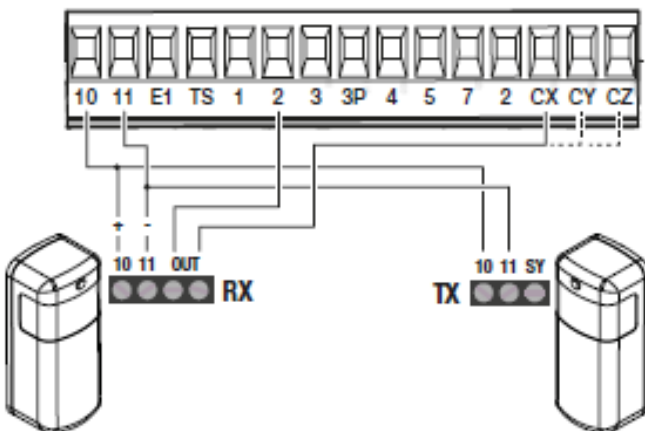 10 11 E1 TS 1 2 3 3P 4 5 7 2 CX CY CZ
+ -
10 11 OUT
RX
10 11 SY
TX